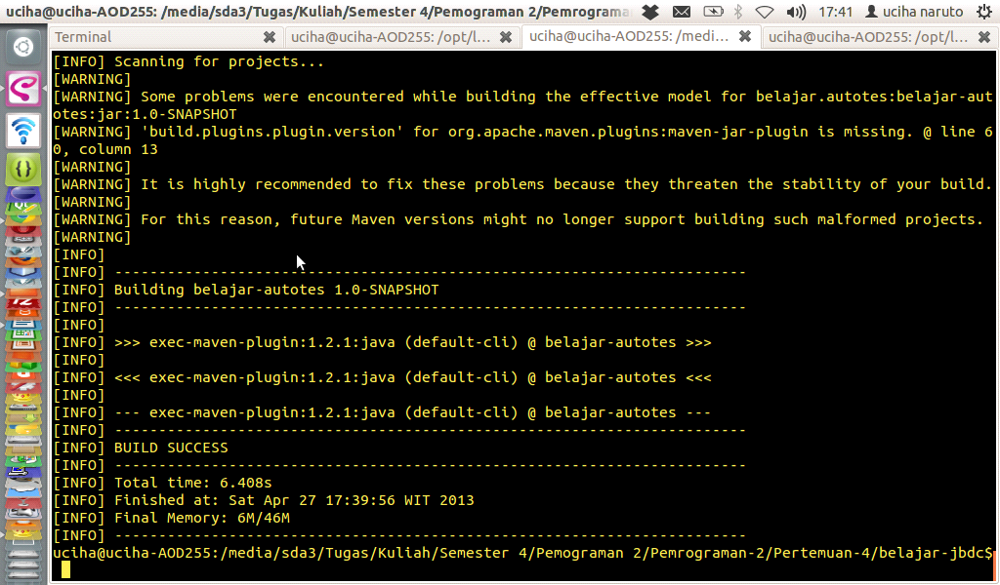 uciha@uciha-AOD255: /media/sda3/Tugas/Kuliah/Semester 4/Pemograman 2/Pemrograma
17:41 uciha naruto
Terminal
uciha@uciha-AOD255: /opt/l...
uciha@uciha-AOD255: /medi...
uciha@uciha-AOD255: /opt/l...
[INFO] Scanning for projects...
[WARNING]
[WARNING] Some problems were encountered while building the effective model for belajar.autotes:belajar-aut
otes:jar:1.0-SNAPSHOT
[WARNING] 'build.plugins.plugin.version' for org.apache.maven.plugins:maven-jar-plugin is missing. @ line 6
0, column 13
[WARNING]
[WARNING] It is highly recommended to fix these problems because they threaten the stability of your build.
[WARNING]
[WARNING] For this reason, future Maven versions might no longer support building such malformed projects.
[WARNING]
[INFO]
[INFO] ------------------------------------------------------------------------
[INFO] Building belajar-autotes 1.0-SNAPSHOT
[INFO] ------------------------------------------------------------------------
[INFO]
[INFO] >>> exec-maven-plugin:1.2.1:java (default-cli) @ belajar-autotes >>>
[INFO]
[INFO] <<< exec-maven-plugin:1.2.1:java (default-cli) @ belajar-autotes <<<
[INFO]
[INFO] --- exec-maven-plugin:1.2.1:java (default-cli) @ belajar-autotes ---
[INFO] ------------------------------------------------------------------------
[INFO] BUILD SUCCESS
[INFO] ------------------------------------------------------------------------
[INFO] Total time: 6.408s
[INFO] Finished at: Sat Apr 27 17:39:56 WIT 2013
[INFO] Final Memory: 6M/46M
[INFO] ------------------------------------------------------------------------
uciha@uciha-AOD255:/media/sda3/Tugas/Kuliah/Semester 4/Pemograman 2/Pemrograman-2/Pertemuan-4/belajar-jbdc$